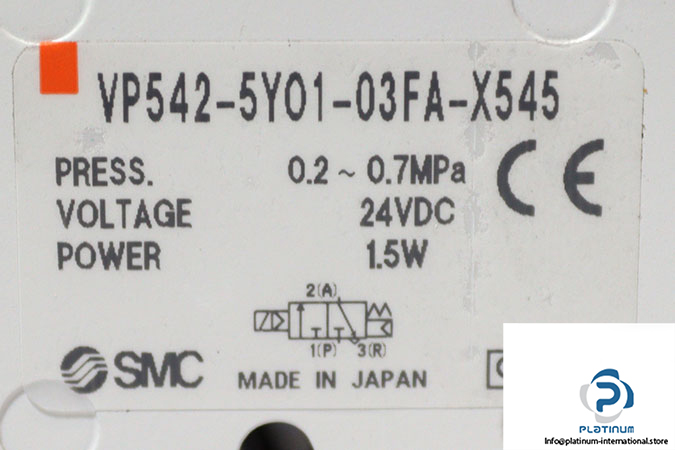 VP542-5Y01-03FA-X545
PRESS. 0.2 ~ 0.7MPa
VOLTAGE 24VDC
POWER 1.5W
CE
2(A)
1(P) 3(R)
SMC MADE IN JAPAN
PLATINUM
Info@platinum-international.store